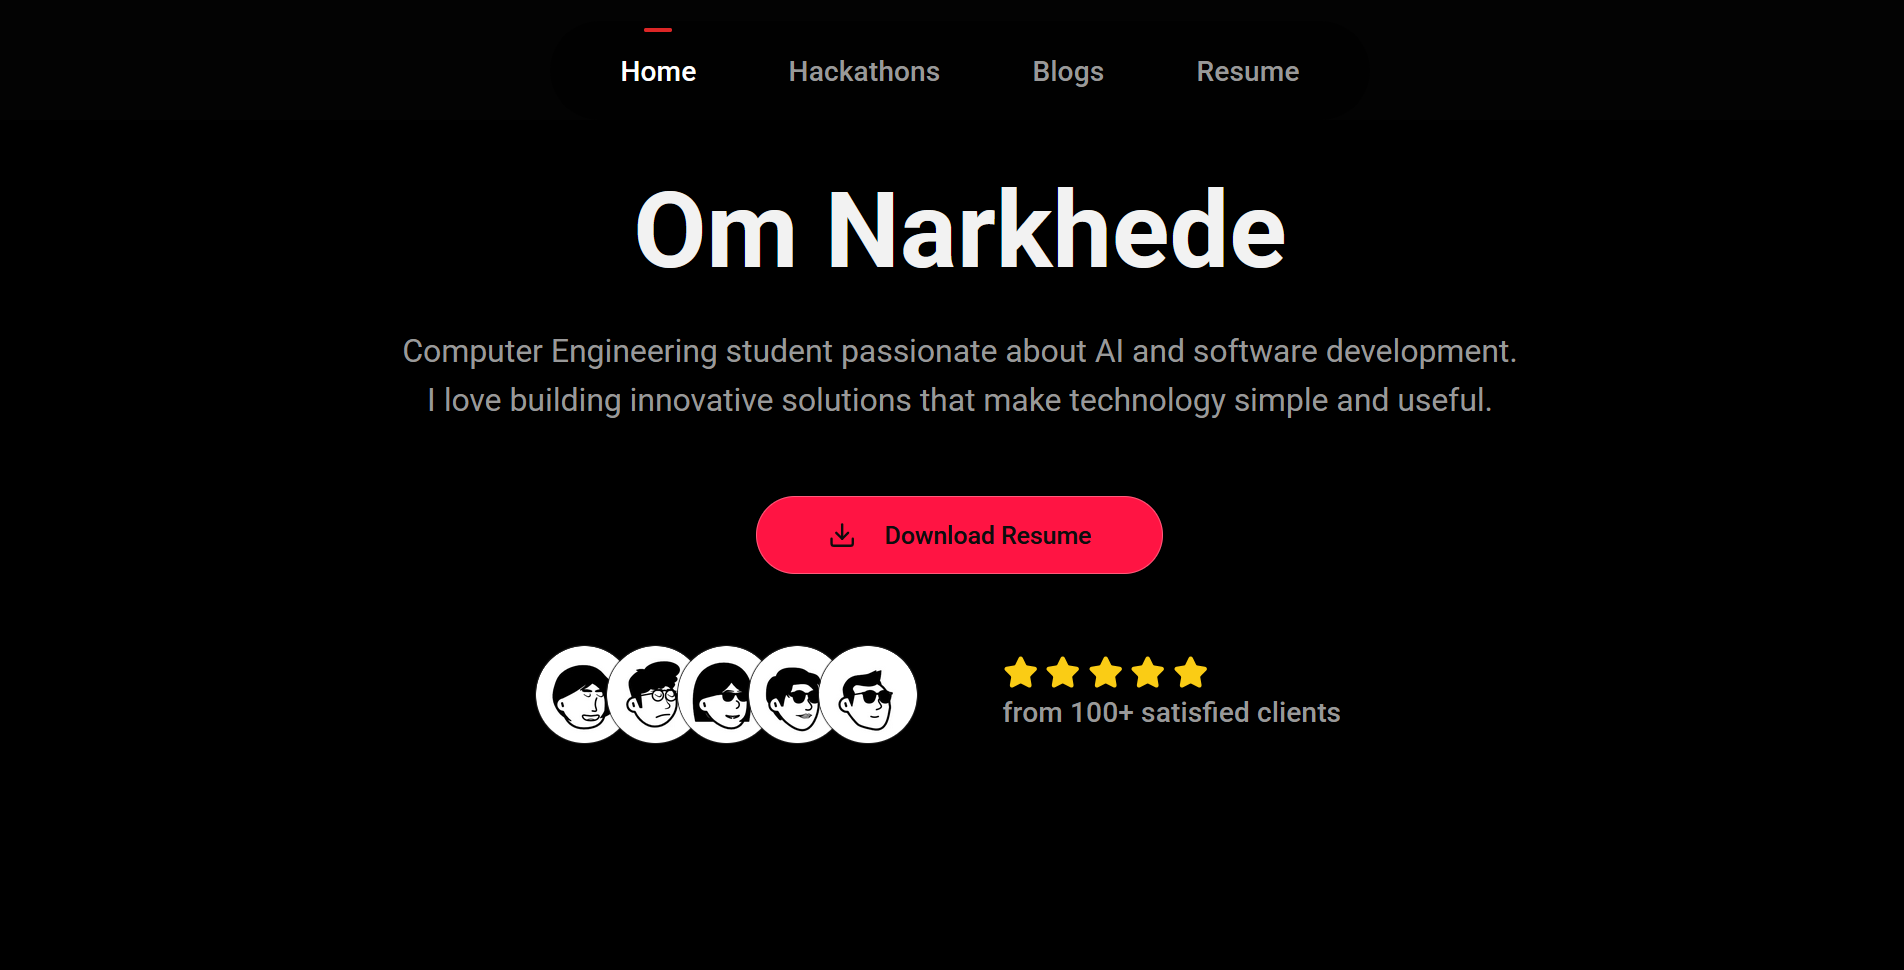 Home Hackathons Blogs Resume
Om Narkhede
Computer Engineering student passionate about AI and software development.
I love building innovative solutions that make technology simple and useful.
Download Resume
from 100+ satisfied clients